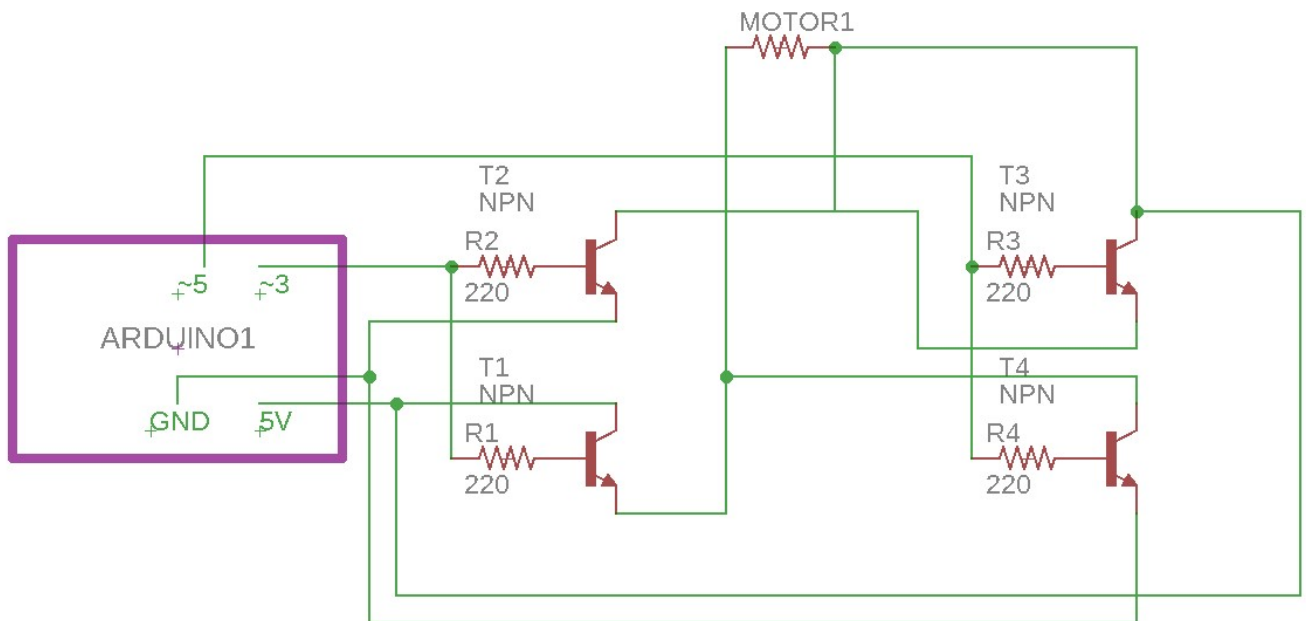 MOTOR1
T2
NPN
T3
NPN
R2
220
R3
220
~5 ~3
ARDUINO1
T1
NPN
T4
NPN
GND 5V
R1
220
R4
220